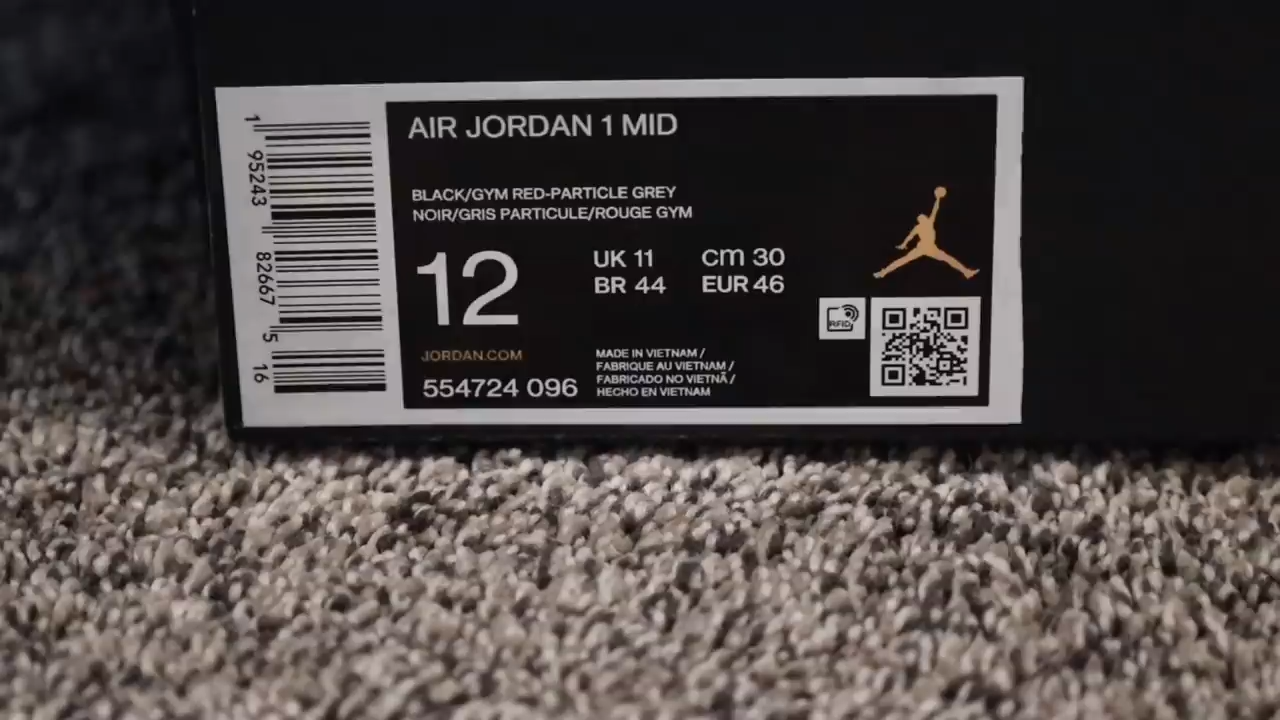 AIR JORDAN 1 MID
BLACK/GYM RED-PARTICLE GREY
NOIR/GRIS PARTICULE/ROUGE GYM
12
UK 11
BR 44
cm 30
EUR 46
JORDAN.COM
554724 096
MADE IN VIETNAM /
FABRIQUE AU VIETNAM /
FABRICADO NO VIETNÃ /
HECHO EN VIETNAM
RFID
1 95243 82667 5 16